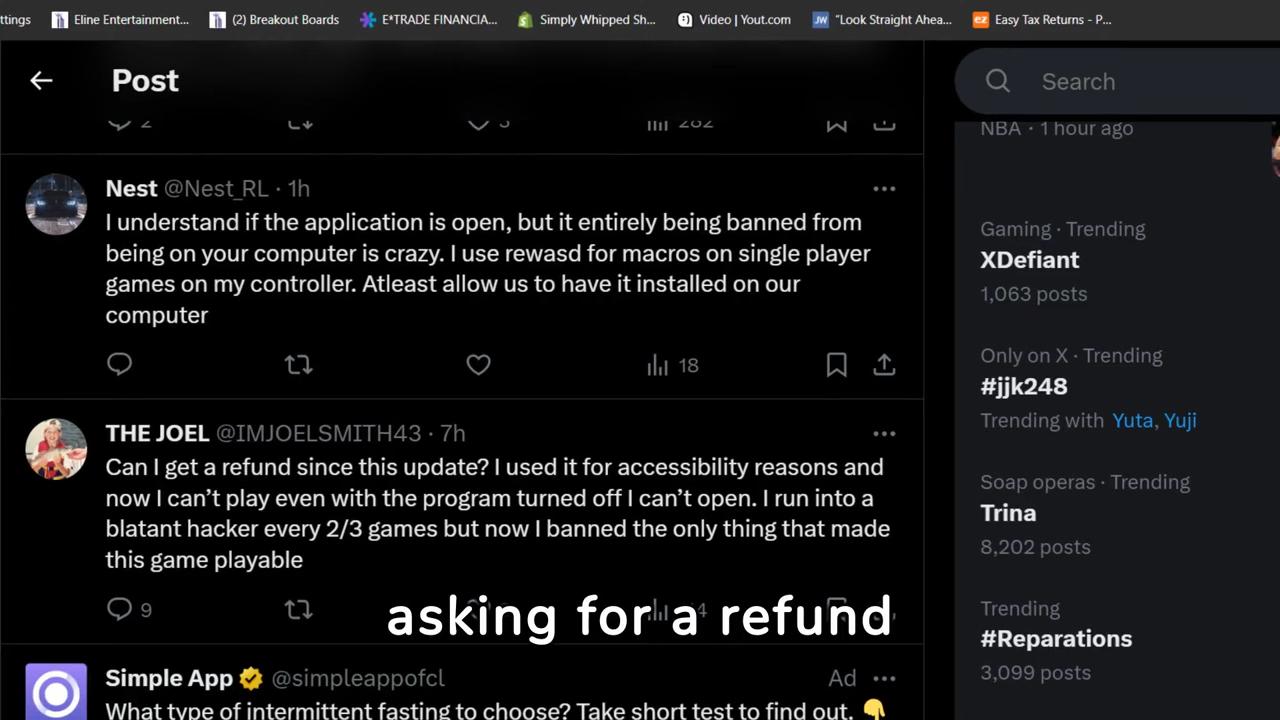 ttings
Eline Entertainment...
(2) Breakout Boards
E*TRADE FINANCIA...
Simply Whipped Sh...
Video | Yout.com
"Look Straight Ahea...
Easy Tax Returns - P...
Post
Search
2
282
NBA · 1 hour ago
Nest @Nest_RL · 1h
I understand if the application is open, but it entirely being banned from
being on your computer is crazy. I use rewasd for macros on single player
games on my controller. Atleast allow us to have it installed on our
computer
18
THE JOEL @IMJOELSMITH43 · 7h
Can I get a refund since this update? I used it for accessibility reasons and
now I can’t play even with the program turned off I can’t open. I run into a
blatant hacker every 2/3 games but now I banned the only thing that made
this game playable
9
asking for a refund
Simple App @simpleappofcl Ad
What type of intermittent fasting to choose? Take short test to find out. 👇
Gaming · Trending
XDefiant
1,063 posts
Only on X · Trending
#jjk248
Trending with Yuta, Yuji
Soap operas · Trending
Trina
8,202 posts
Trending
#Reparations
3,099 posts